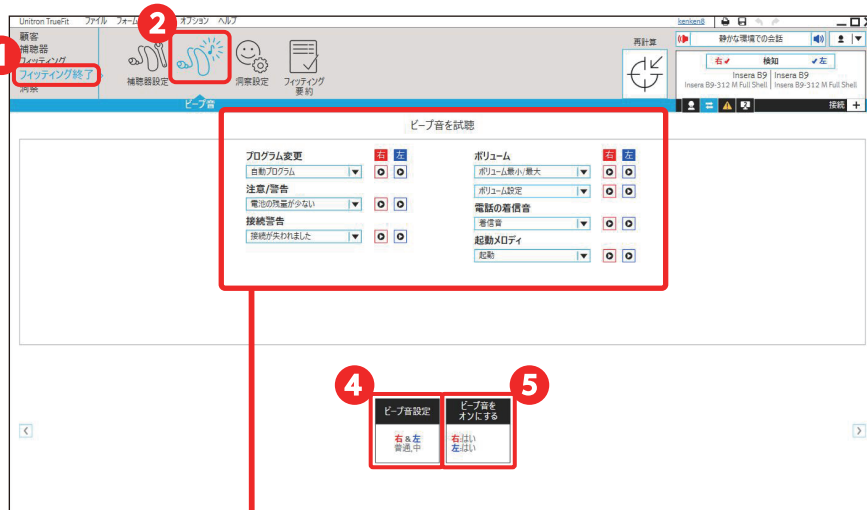 Unitron TrueFit ファイル オプション ヘルプ kenken8
顧客
補聴器
フィッティング
フィッティング終了
洞察
1
2
補聴器設定
洞察設定
フィッティング
要約
ビープ音
再計算
静かな環境での会話
右 検知 左
Insera B9 Insera B9
Insera B9-312 M Full Shell Insera B9-312 M Full Shell
接続 +
ビープ音を試聴
プログラム変更 右 左
自動プログラム
注意/警告
電池の残量が少ない
接続警告
接続が失われました
ボリューム 右 左
ボリューム最小/最大
ボリューム設定
電話の着信音
着信音
起動メロディ
起動
4
ビープ音設定
右 & 左
普通,中
5
ビープ音を
オンにする
右:はい
左:はい